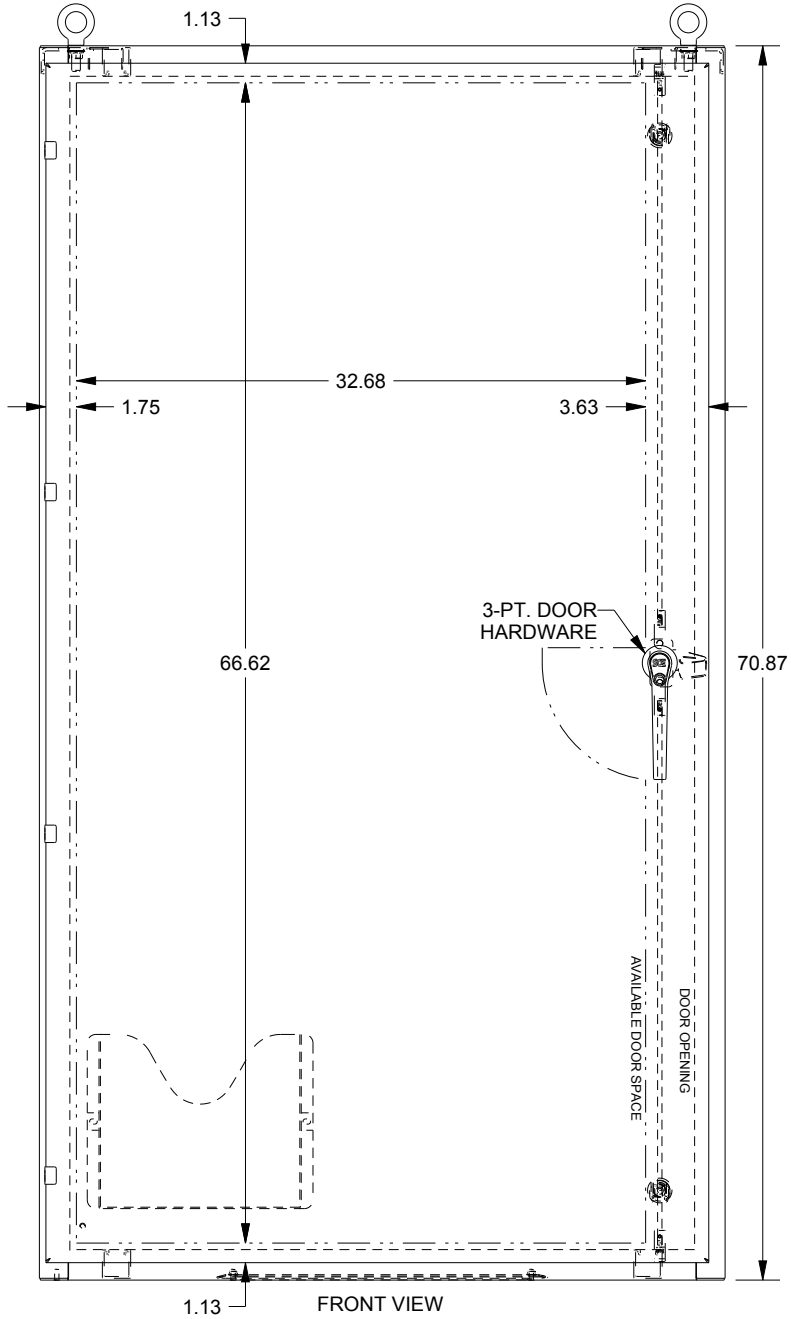 1.13
32.68
1.75
3.63
3-PT. DOOR
HARDWARE
66.62
70.87
AVAILABLE DOOR SPACE
DOOR OPENING
1.13
FRONT VIEW